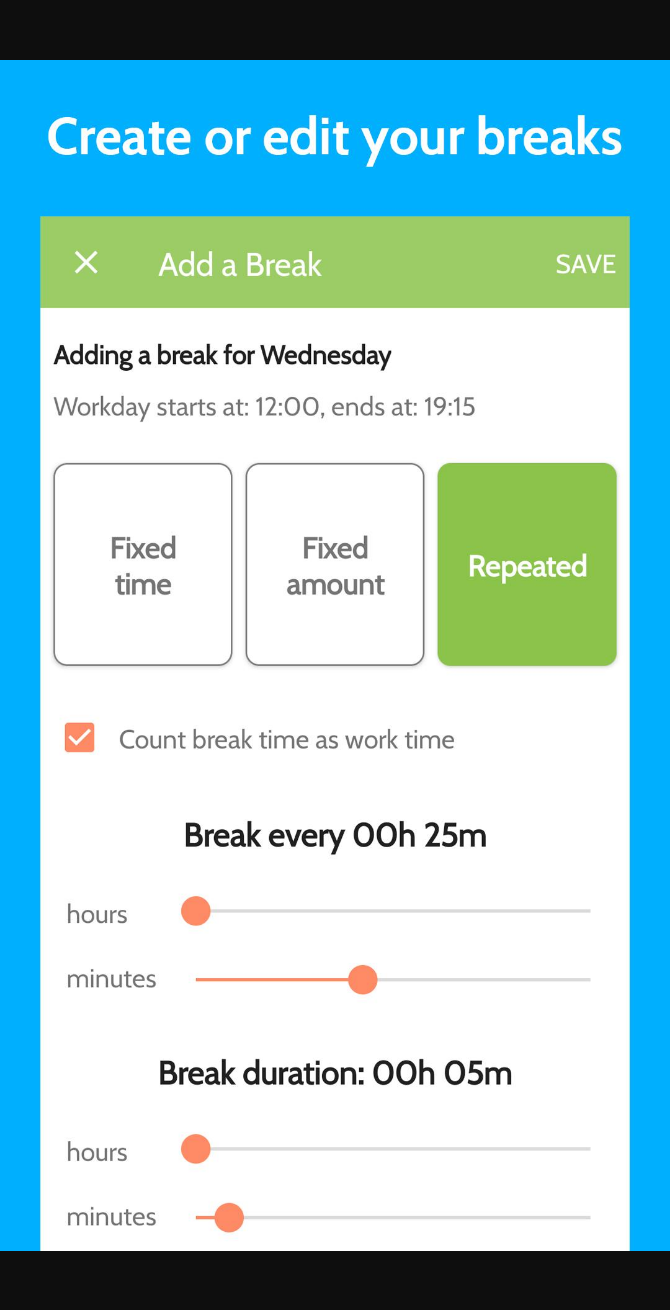 Create or edit your breaks
Add a Break
SAVE
Adding a break for Wednesday
Workday starts at: 12:00, ends at: 19:15
Fixed
time
Fixed
amount
Repeated
Count break time as work time
Break every 00h 25m
hours
minutes
Break duration: 00h 05m
hours
minutes